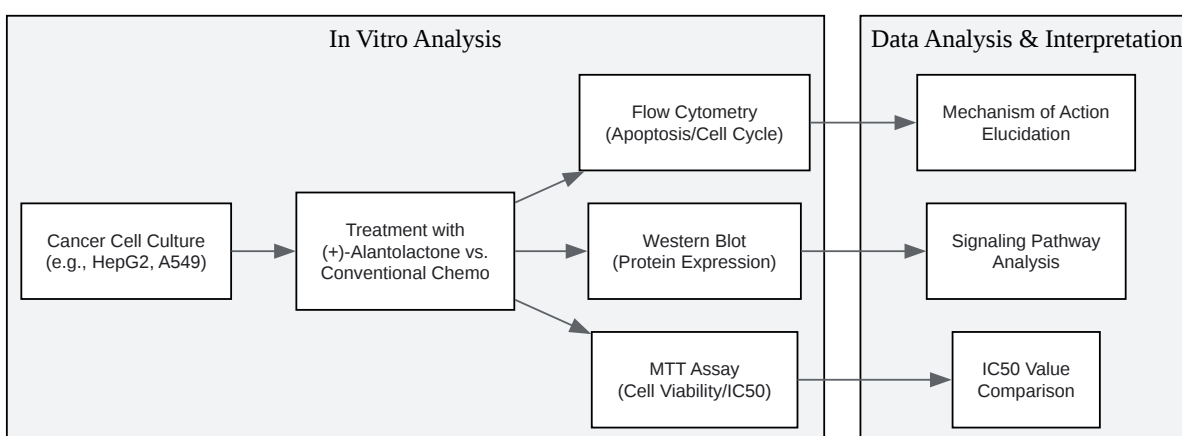 In Vitro Analysis
Data Analysis & Interpretation
Flow Cytometry
(Apoptosis/Cell Cycle)
Mechanism of Action
Elucidation
Cancer Cell Culture
(e.g., HepG2, A549)
Treatment with
(+)-Alantolactone vs.
Conventional Chemo
Western Blot
(Protein Expression)
Signaling Pathway
Analysis
MTT Assay
(Cell Viability/IC50)
IC50 Value
Comparison